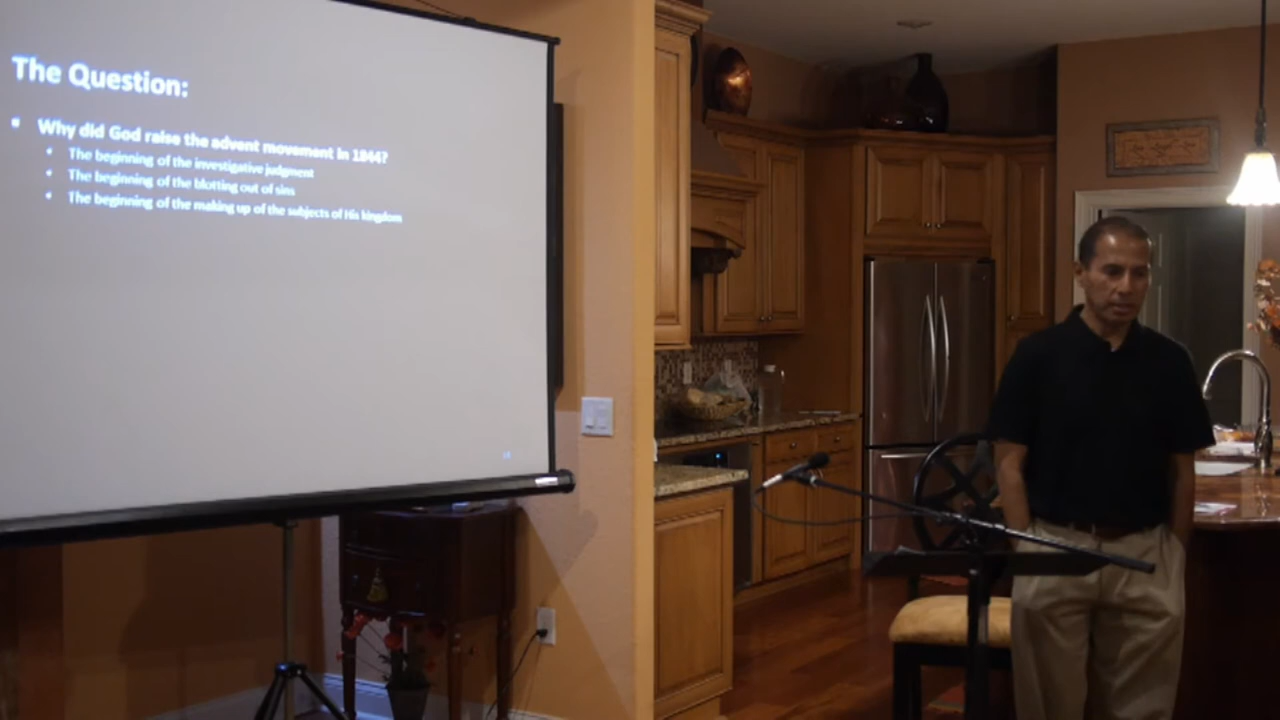 The Question:
Why did God raise the advent movement in 1844?
The beginning of the investigative judgment
The beginning of the blotting out of sins
The beginning of the making up of the subjects of His kingdom